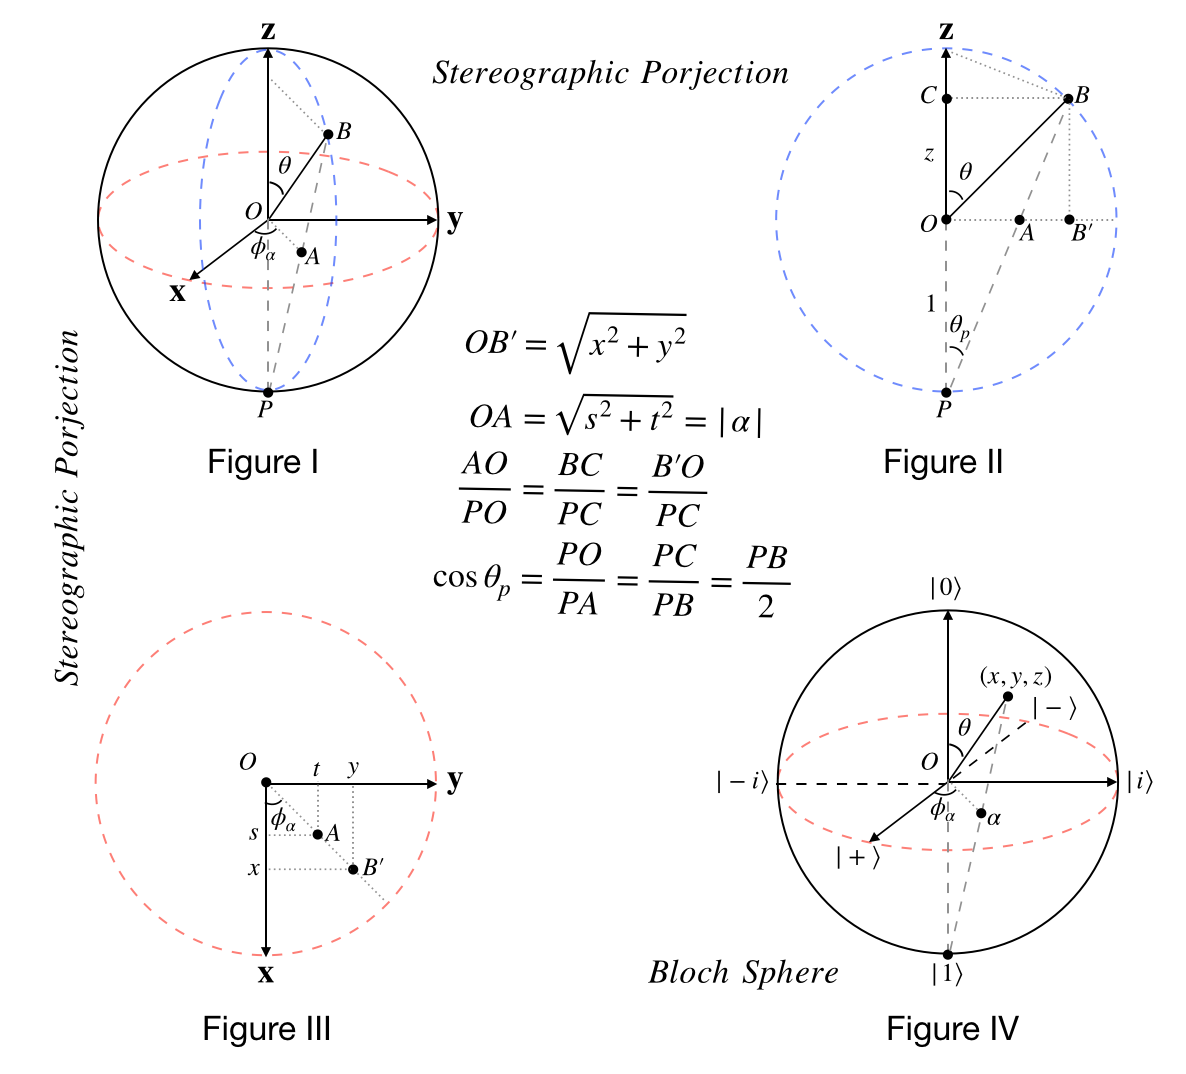 z
Stereographic Porjection
B
θ
O
y
ϕα
A
x
P
Figure I
z
C
B
z
θ
O
A
B′
1
θp
P
Figure II
Stereographic Porjection
OB′ = √x² + y²
OA = √s² + t² = |α|
AO/PO = BC/PC = B′O/PC
cos θp = PO/PA = PC/PB = PB/2
O
t
y
y
ϕα
s
A
x
B′
x
Figure III
|0⟩
(x, y, z)
|−⟩
θ
O
|−i⟩
|i⟩
ϕα
α
|+⟩
|1⟩
Bloch Sphere
Figure IV